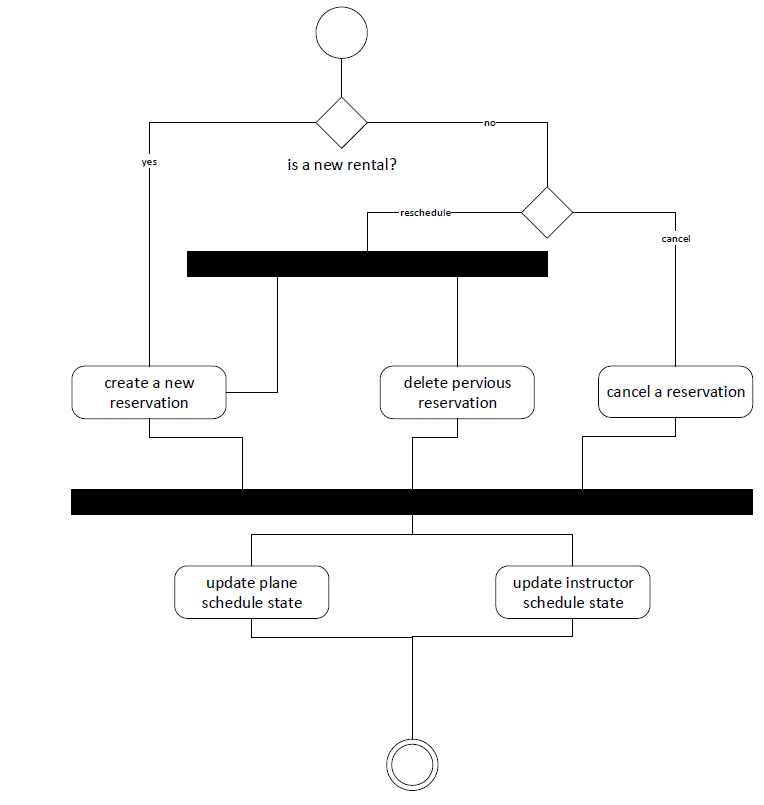 no
yes
is a new rental?
reschedule
cancel
create a new
reservation
delete pervious
reservation
cancel a reservation
update plane
schedule state
update instructor
schedule state